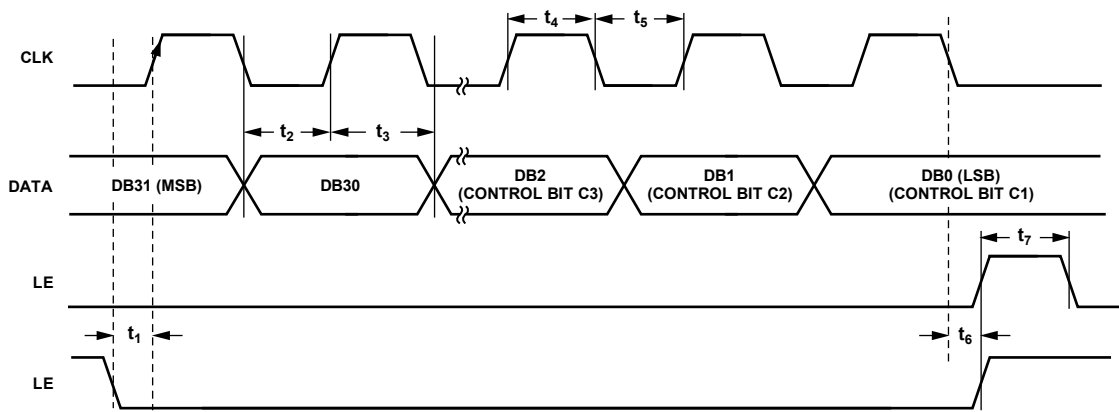 t4
t5
CLK
t2
t3
DATA
DB31 (MSB)
DB30
DB2
(CONTROL BIT C3)
DB1
(CONTROL BIT C2)
DB0 (LSB)
(CONTROL BIT C1)
t7
LE
t1
t6
LE